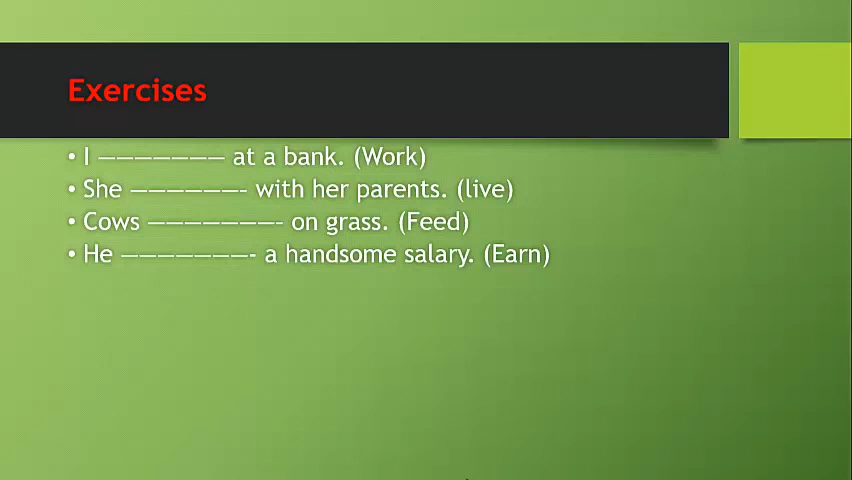 Exercises
• I ——————— at a bank. (Work)
• She ——————- with her parents. (live)
• Cows ———————- on grass. (Feed)
• He ———————- a handsome salary. (Earn)